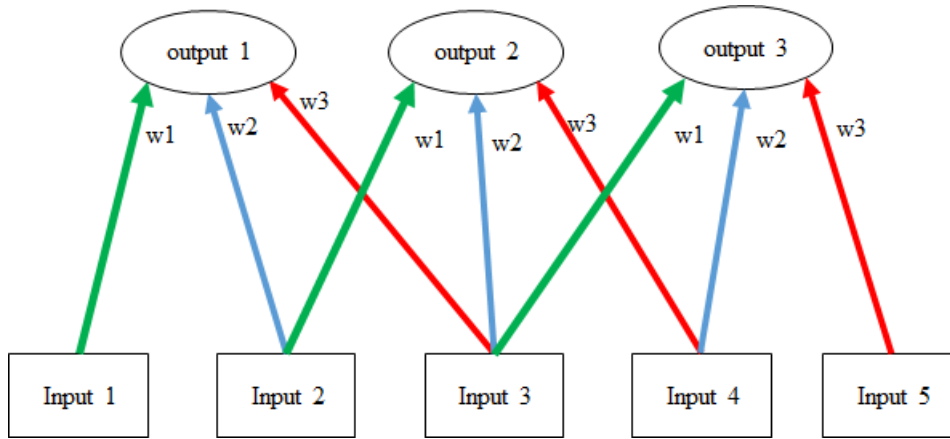 output 1
output 2
output 3
w1
w2
w3
w1
w2
w3
w1
w2
w3
Input 1
Input 2
Input 3
Input 4
Input 5